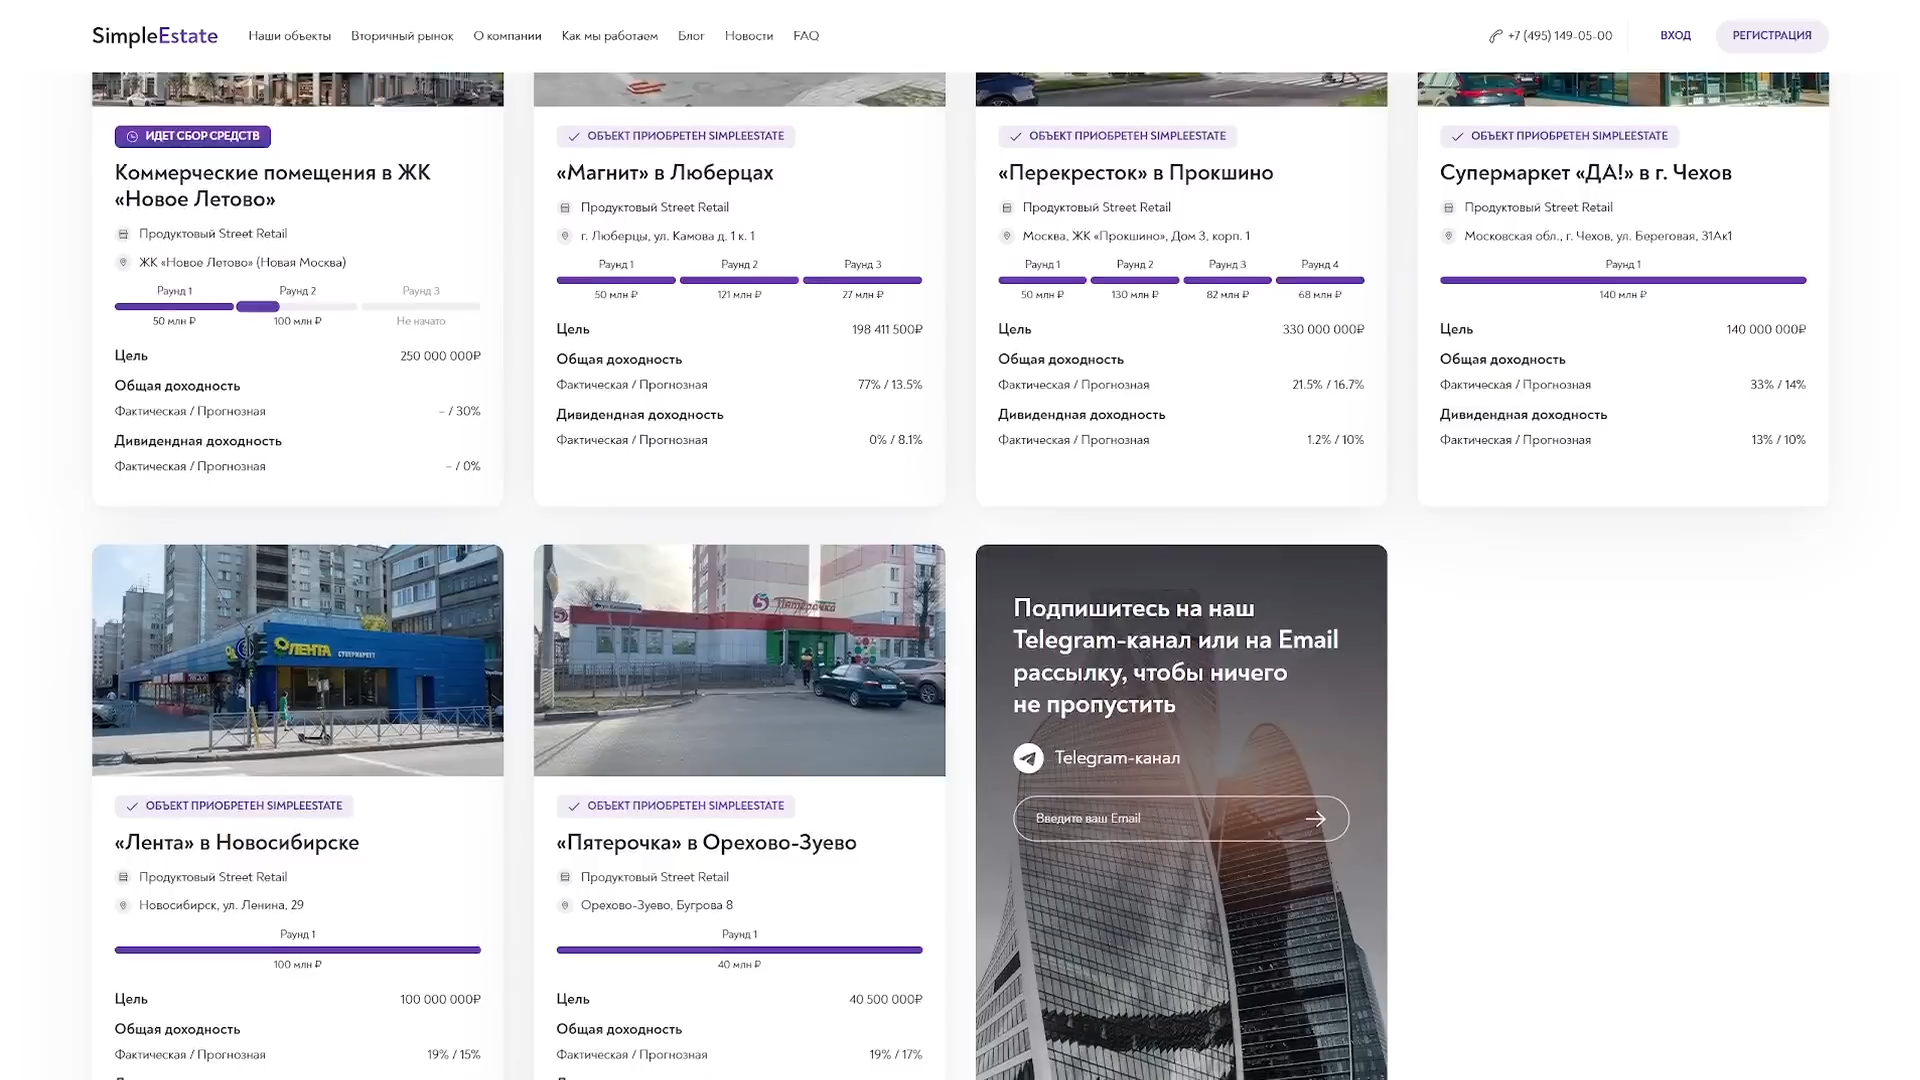 SimpleEstate
Наши объекты
Вторичный рынок
О компании
Как мы работаем
Блог
Новости
FAQ
+7 (495) 149-05-00
ВХОД
РЕГИСТРАЦИЯ
ИДЕТ СБОР СРЕДСТВ
Коммерческие помещения в ЖК
«Новое Летово»
Продуктовый Street Retail
ЖК «Новое Летово» (Новая Москва)
Раунд 1 Раунд 2 Раунд 3
50 млн ₽ 100 млн ₽ Не начато
Цель 250 000 000₽
Общая доходность
Фактическая / Прогнозная – / 30%
Дивидендная доходность
Фактическая / Прогнозная – / 0%
ОБЪЕКТ ПРИОБРЕТЕН SIMPLEESTATE
«Магнит» в Люберцах
Продуктовый Street Retail
г. Люберцы, ул. Камова д. 1 к. 1
Раунд 1 Раунд 2 Раунд 3
50 млн ₽ 121 млн ₽ 27 млн ₽
Цель 198 411 500₽
Общая доходность
Фактическая / Прогнозная 77% / 13.5%
Дивидендная доходность
Фактическая / Прогнозная 0% / 8.1%
ОБЪЕКТ ПРИОБРЕТЕН SIMPLEESTATE
«Перекресток» в Прокшино
Продуктовый Street Retail
Москва, ЖК «Прокшино», Дом 3, корп. 1
Раунд 1 Раунд 2 Раунд 3 Раунд 4
50 млн ₽ 130 млн ₽ 82 млн ₽ 68 млн ₽
Цель 330 000 000₽
Общая доходность
Фактическая / Прогнозная 21.5% / 16.7%
Дивидендная доходность
Фактическая / Прогнозная 1.2% / 10%
ОБЪЕКТ ПРИОБРЕТЕН SIMPLEESTATE
Супермаркет «ДА!» в г. Чехов
Продуктовый Street Retail
Московская обл., г. Чехов, ул. Береговая, 31Ак1
Раунд 1
140 млн ₽
Цель 140 000 000₽
Общая доходность
Фактическая / Прогнозная 33% / 14%
Дивидендная доходность
Фактическая / Прогнозная 13% / 10%
ЛЕНТА СУПЕРМАРКЕТ
ОБЪЕКТ ПРИОБРЕТЕН SIMPLEESTATE
«Лента» в Новосибирске
Продуктовый Street Retail
Новосибирск, ул. Ленина, 29
Раунд 1
100 млн ₽
Цель 100 000 000₽
Общая доходность
Фактическая / Прогнозная 19% / 15%
Пятёрочка
ОБЪЕКТ ПРИОБРЕТЕН SIMPLEESTATE
«Пятерочка» в Орехово-Зуево
Продуктовый Street Retail
Орехово-Зуево, Бугрова 8
Раунд 1
40 млн ₽
Цель 40 500 000₽
Общая доходность
Фактическая / Прогнозная 19% / 17%
Подпишитесь на наш
Telegram-канал или на Email
рассылку, чтобы ничего
не пропустить
Telegram-канал
Введите ваш Email